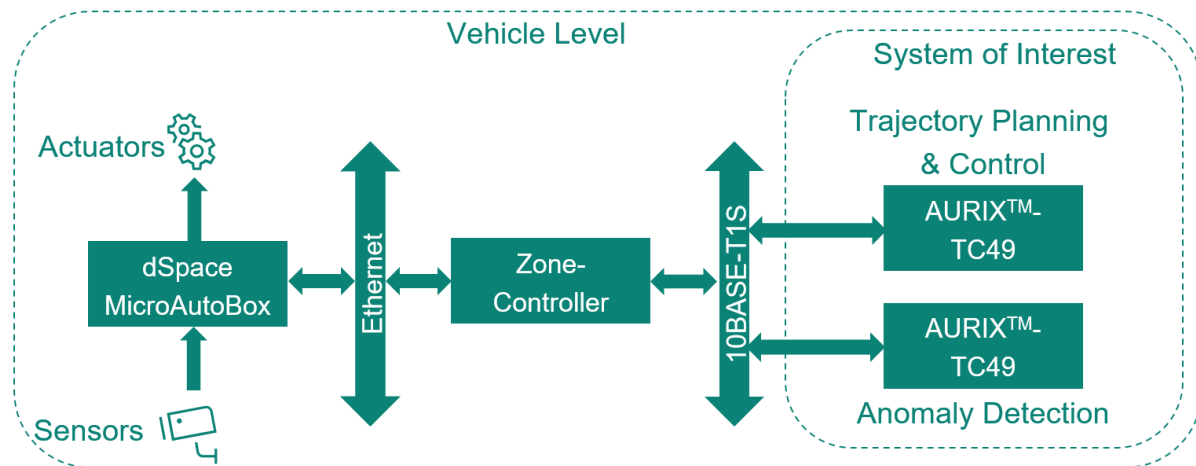 Vehicle Level
System of Interest
Trajectory Planning
& Control
Actuators
AURIX™-
TC49
dSpace
MicroAutoBox
Ethernet
Zone-
Controller
10BASE-T1S
AURIX™-
TC49
Anomaly Detection
Sensors